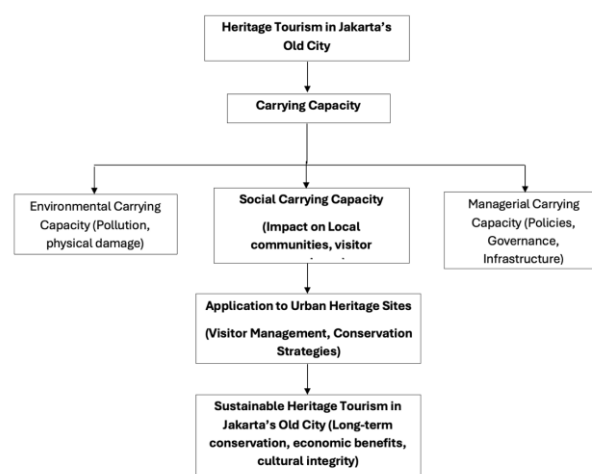 Heritage Tourism in Jakarta's
Old City
Carrying Capacity
Environmental Carrying
Capacity (Pollution,
physical damage)
Social Carrying Capacity
(Impact on Local
communities, visitor
Managerial Carrying
Capacity (Policies,
Governance,
Infrastructure)
Application to Urban Heritage Sites
(Visitor Management, Conservation
Strategies)
Sustainable Heritage Tourism in
Jakarta's Old City (Long-term
conservation, economic benefits,
cultural integrity)